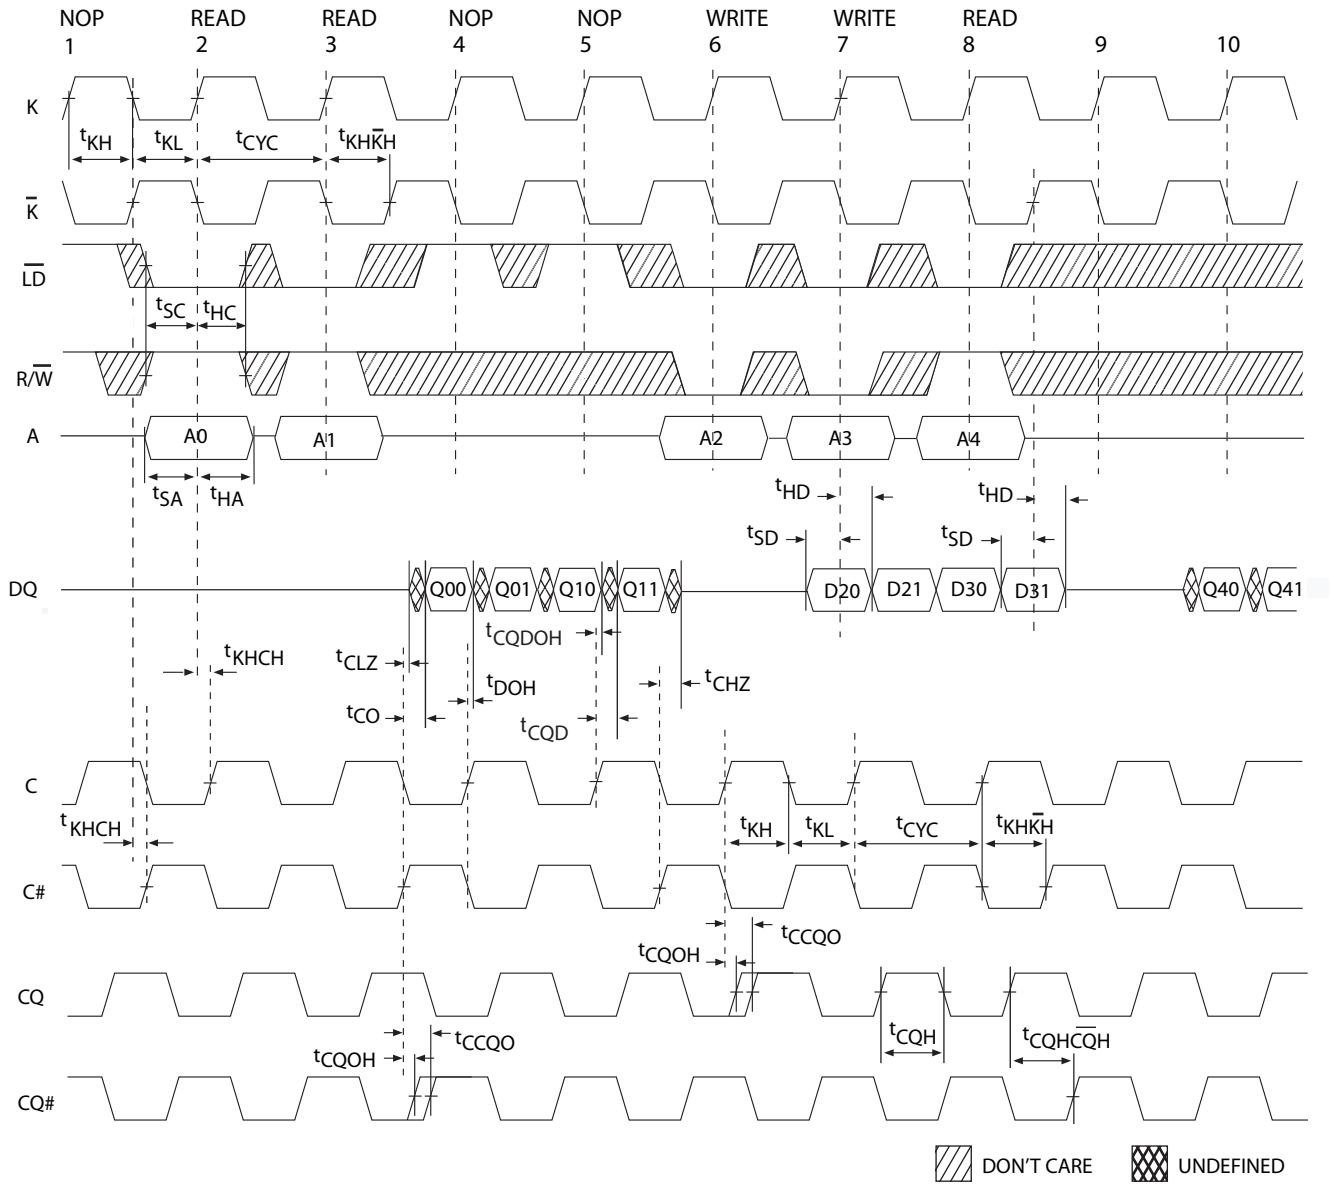 NOP READ READ NOP NOP WRITE WRITE READ
1 2 3 4 5 6 7 8 9 10
K
tKH tKL tCYC tKHK̅H
K̅
L̅D̅
tSC tHC
R/W̅
A A0 A1 A2 A3 A4
tSA tHA tHD tHD
tSD tSD
DQ Q00 Q01 Q10 Q11 D20 D21 D30 D31 Q40 Q41
tCQDOH
tKHCH tCLZ tDOH tCHZ
tCO tCQD
C
tKHCH tKH tKL tCYC tKHK̅H
C#
tCCQO
tCQOH
CQ
tCCQO tCQH tCQHC̅Q̅H
tCQOH
CQ#
DON'T CARE UNDEFINED